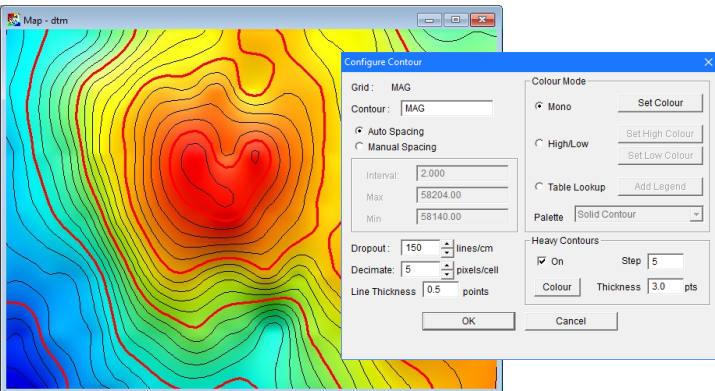 Map - dtm
Configure Contour
Grid : MAG
Contour : MAG
Auto Spacing
Manual Spacing
Interval: 2.000
Max 58204.00
Min 58140.00
Dropout : 150 lines/cm
Decimate: 5 pixels/cell
Line Thickness 0.5 points
Colour Mode
Mono Set Colour
High/Low Set High Colour
Set Low Colour
Table Lookup Add Legend
Palette Solid Contour
Heavy Contours
On Step 5
Colour Thickness 3.0 pts
OK Cancel